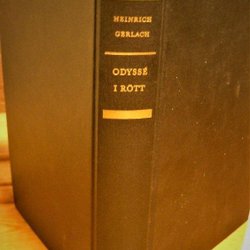 HEINRICH
GERLACH
ODYSSÉ
I RÖTT